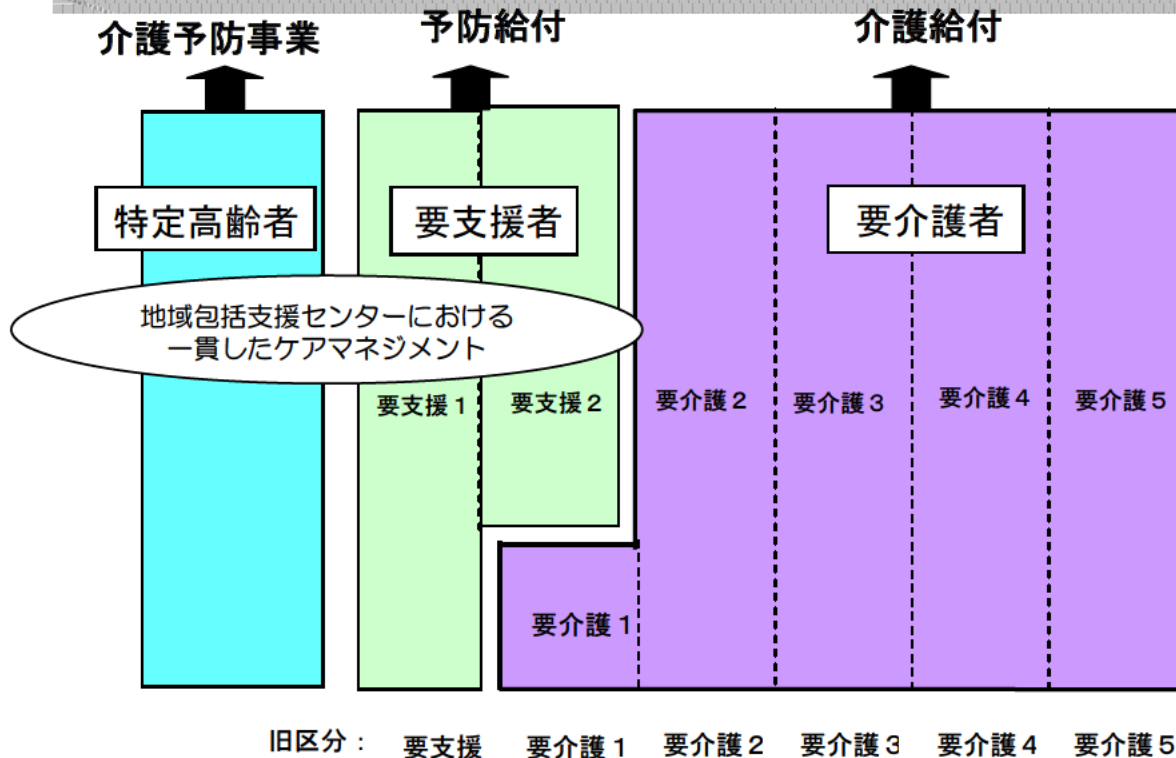 介護予防事業
予防給付
介護給付
特定高齢者
要支援者
要介護者
地域包括支援センターにおける
一貫したケアマネジメント
要支援1
要支援2
要介護2
要介護3
要介護4
要介護5
要介護1
旧区分： 要支援 要介護1 要介護2 要介護3 要介護4 要介護5